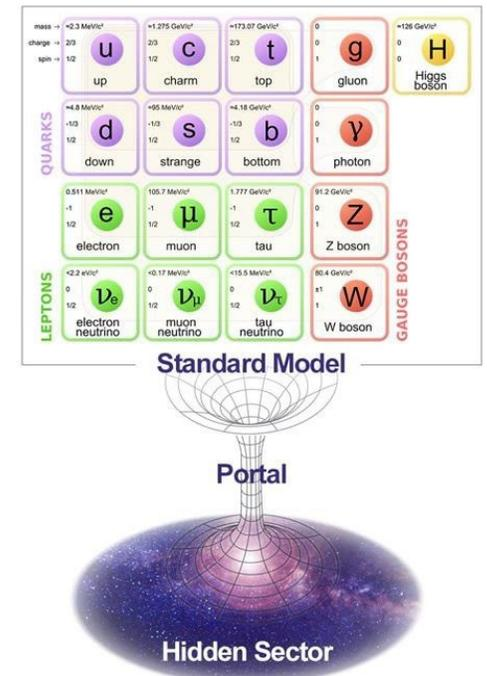 mass → ≈2.3 MeV/c² ≈1.275 GeV/c² ≈173.07 GeV/c² 0 ≈126 GeV/c²
charge → 2/3 2/3 2/3 0 0
spin → 1/2 1/2 1/2 1 0
u c t g H
up charm top gluon Higgs
boson
QUARKS
≈4.8 MeV/c² ≈95 MeV/c² ≈4.18 GeV/c² 0
-1/3 -1/3 -1/3 0
1/2 1/2 1/2 1
d s b γ
down strange bottom photon
0.511 MeV/c² 105.7 MeV/c² 1.777 GeV/c² 91.2 GeV/c²
-1 -1 -1 0
1/2 1/2 1/2 1
e μ τ Z
electron muon tau Z boson
GAUGE BOSONS
LEPTONS
<2.2 eV/c² <0.17 MeV/c² <15.5 MeV/c² 80.4 GeV/c²
0 0 0 ±1
1/2 1/2 1/2 1
νe νμ ντ W
electron muon tau W boson
neutrino neutrino neutrino
Standard Model
Portal
Hidden Sector